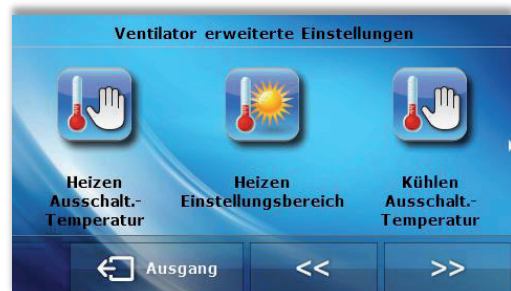 Ventilator erweiterte Einstellungen
Heizen
Ausschalt.-
Temperatur
Heizen
Einstellungsbereich
Kühlen
Ausschalt.-
Temperatur
Ausgang
<<
>>